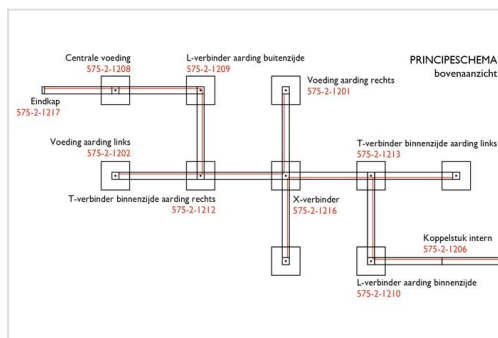 PRINCIPESCHEMA
bovenaanzicht
Centrale voeding
575-2-1208
L-verbinder aarding buitenzijde
575-2-1209
Voeding aarding rechts
575-2-1201
Eindkap
575-2-1217
Voeding aarding links
575-2-1202
T-verbinder binnenzijde aarding links
575-2-1213
T-verbinder binnenzijde aarding rechts
575-2-1212
X-verbinder
575-2-1216
Koppelstuk intern
575-2-1206
L-verbinder aarding binnenzijde
575-2-1210